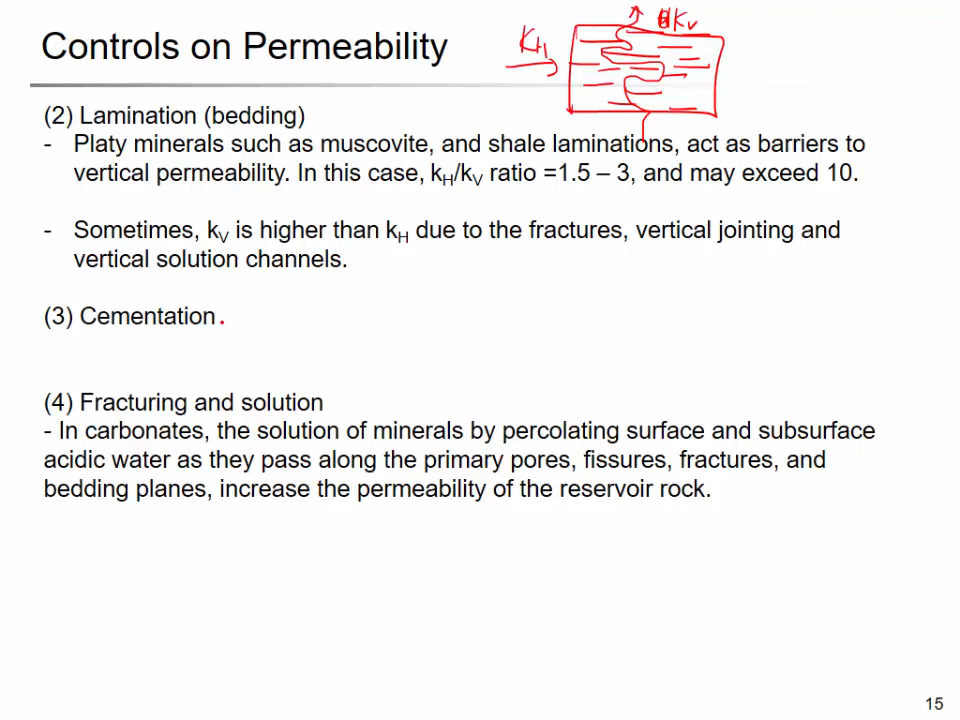 Controls on Permeability
KH
KV
(2) Lamination (bedding)
- Platy minerals such as muscovite, and shale laminations, act as barriers to
vertical permeability. In this case, kH/kV ratio =1.5 – 3, and may exceed 10.
- Sometimes, kV is higher than kH due to the fractures, vertical jointing and
vertical solution channels.
(3) Cementation.
(4) Fracturing and solution
- In carbonates, the solution of minerals by percolating surface and subsurface
acidic water as they pass along the primary pores, fissures, fractures, and
bedding planes, increase the permeability of the reservoir rock.
15